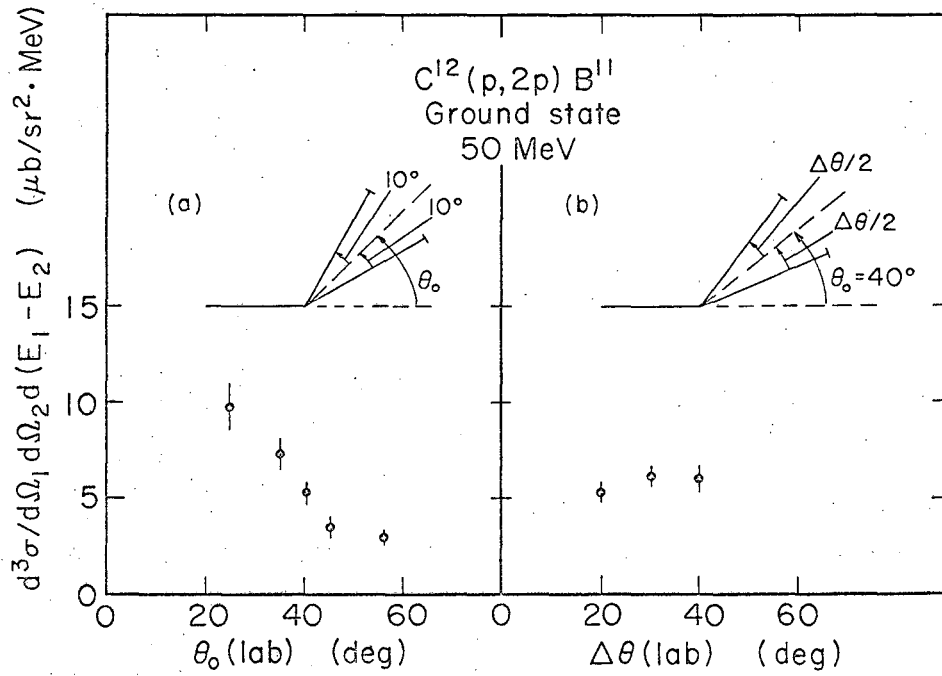 d³σ/dΩ₁ dΩ₂ d(E₁−E₂) (μb/sr²·MeV)
C¹²(p,2p) B¹¹
Ground state
50 MeV
(a)
10°
10°
θ₀
(b)
Δθ/2
Δθ/2
θ₀=40°
15
10
5
0
0 20 40 60
0 20 40 60
θ₀(lab) (deg)
Δθ(lab) (deg)